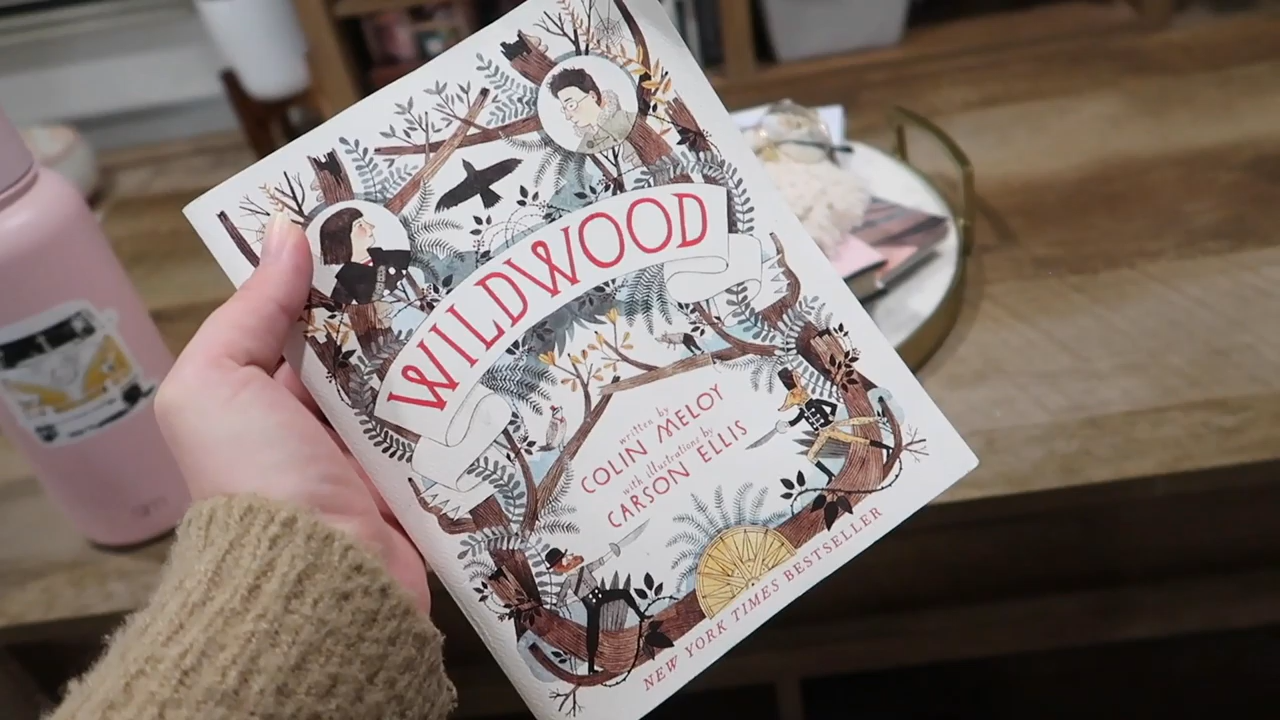 WILDWOOD
written by
COLIN MELOY
with illustrations by
CARSON ELLIS
NEW YORK TIMES BESTSELLER